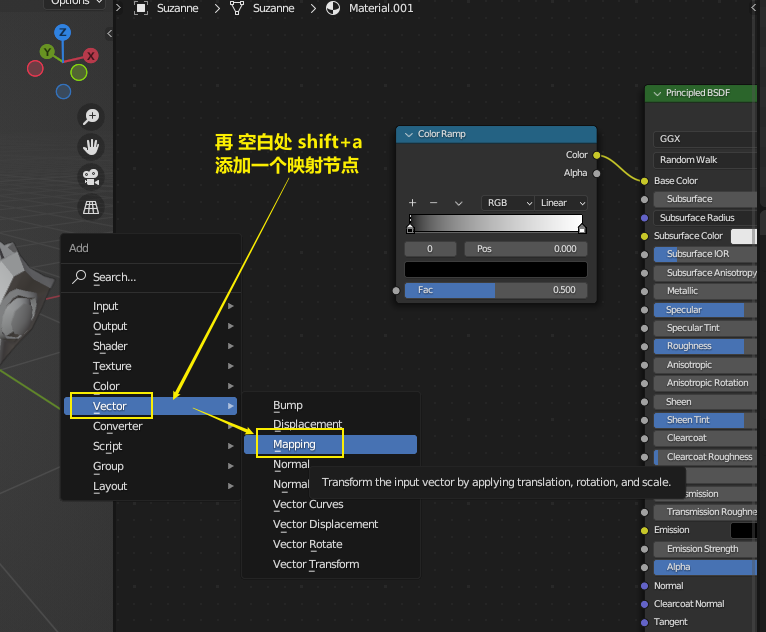 Options
Suzanne > Suzanne > Material.001
Z
Y
X
再 空白处 shift+a
添加一个映射节点
Color Ramp
Color
Alpha
RGB
Linear
0
Pos 0.000
Fac 0.500
Add
Search...
Input
Output
Shader
Texture
Color
Vector
Converter
Script
Group
Layout
Bump
Displacement
Mapping
Normal
Normal
Transform the input vector by applying translation, rotation, and scale.
Vector Curves
Vector Displacement
Vector Rotate
Vector Transform
Principled BSDF
GGX
Random Walk
Base Color
Subsurface
Subsurface Radius
Subsurface Color
Subsurface IOR
Subsurface Anisotropy
Metallic
Specular
Specular Tint
Roughness
Anisotropic
Anisotropic Rotation
Sheen
Sheen Tint
Clearcoat
Clearcoat Roughness
mission
Transmission Roughne
Emission
Emission Strength
Alpha
Normal
Clearcoat Normal
Tangent